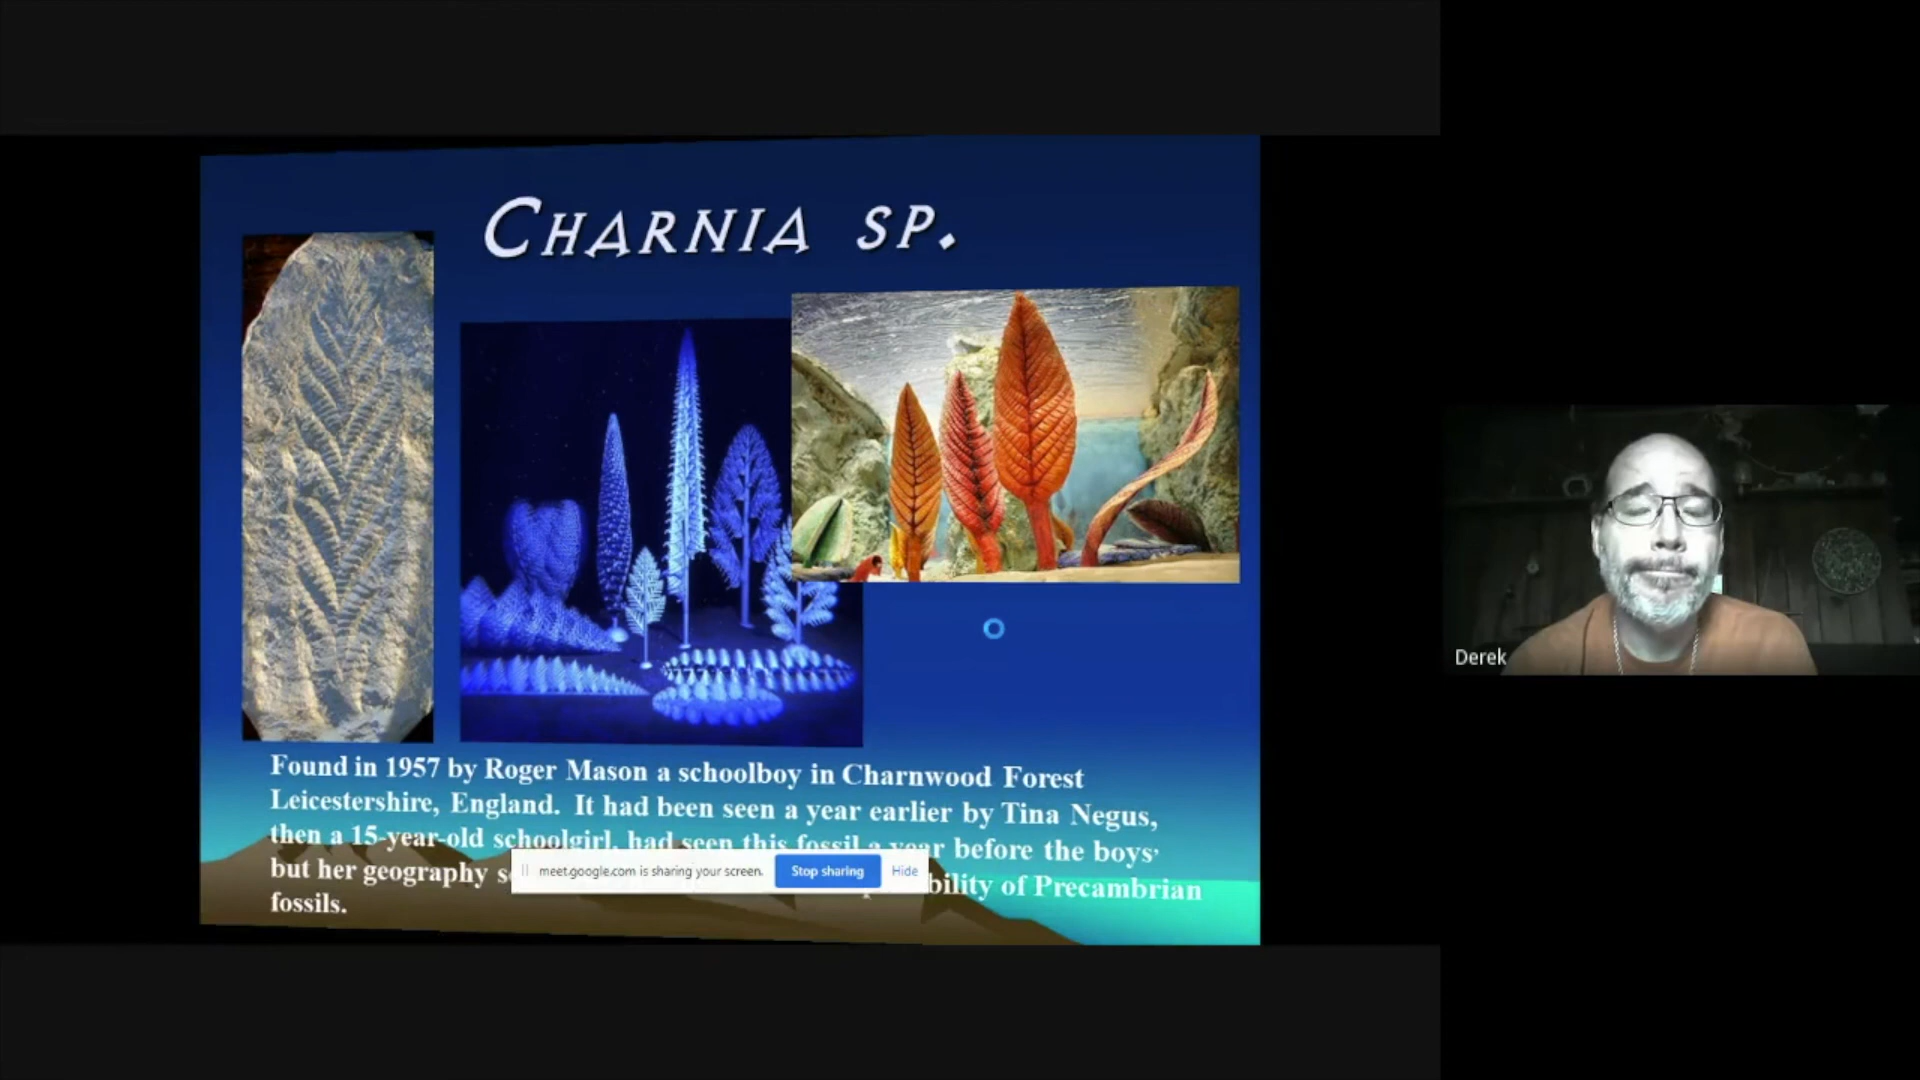 CHARNIA SP.
Found in 1957 by Roger Mason a schoolboy in Charnwood Forest
Leicestershire, England. It had been seen a year earlier by Tina Negus,
then a 15-year-old schoolgirl, had seen this fossil a year before the boys,
but her geography bility of Precambrian
fossils.
meet.google.com is sharing your screen.
Stop sharing
Hide
Derek